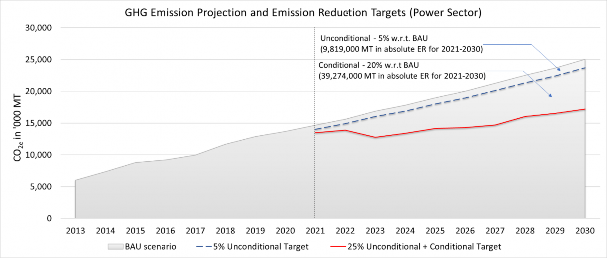 GHG Emission Projection and Emission Reduction Targets (Power Sector)
30,000
25,000
20,000
15,000
10,000
5,000
0
CO2e in '000 MT
Unconditional - 5% w.r.t. BAU
(9,819,000 MT in absolute ER for 2021-2030)
Conditional - 20% w.r.t BAU
(39,274,000 MT in absolute ER for 2021-2030)
2013 2014 2015 2016 2017 2018 2019 2020 2021 2022 2023 2024 2025 2026 2027 2028 2029 2030
BAU scenario 5% Unconditional Target 25% Unconditional + Conditional Target